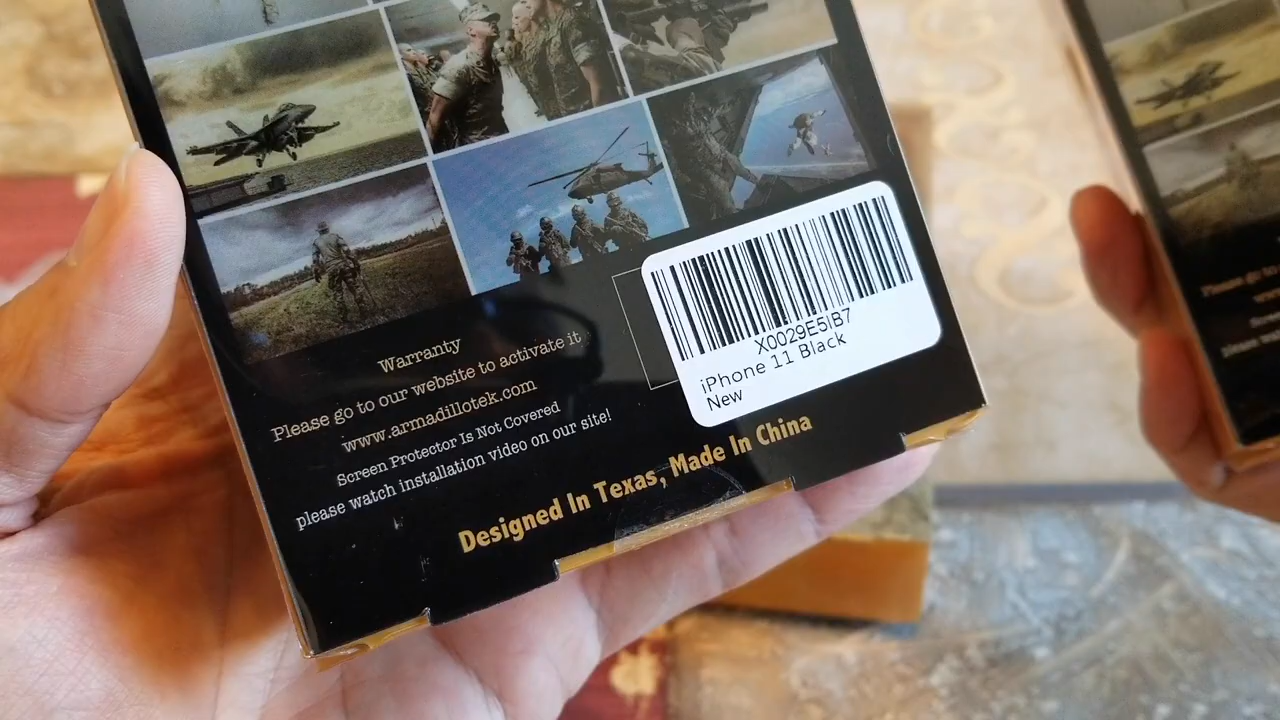 Warranty
Please go to our website to activate it
www.armadillotek.com
Screen Protector Is Not Covered
please watch installation video on our site!
X0029E5IB7
iPhone 11 Black
New
Designed In Texas, Made In China